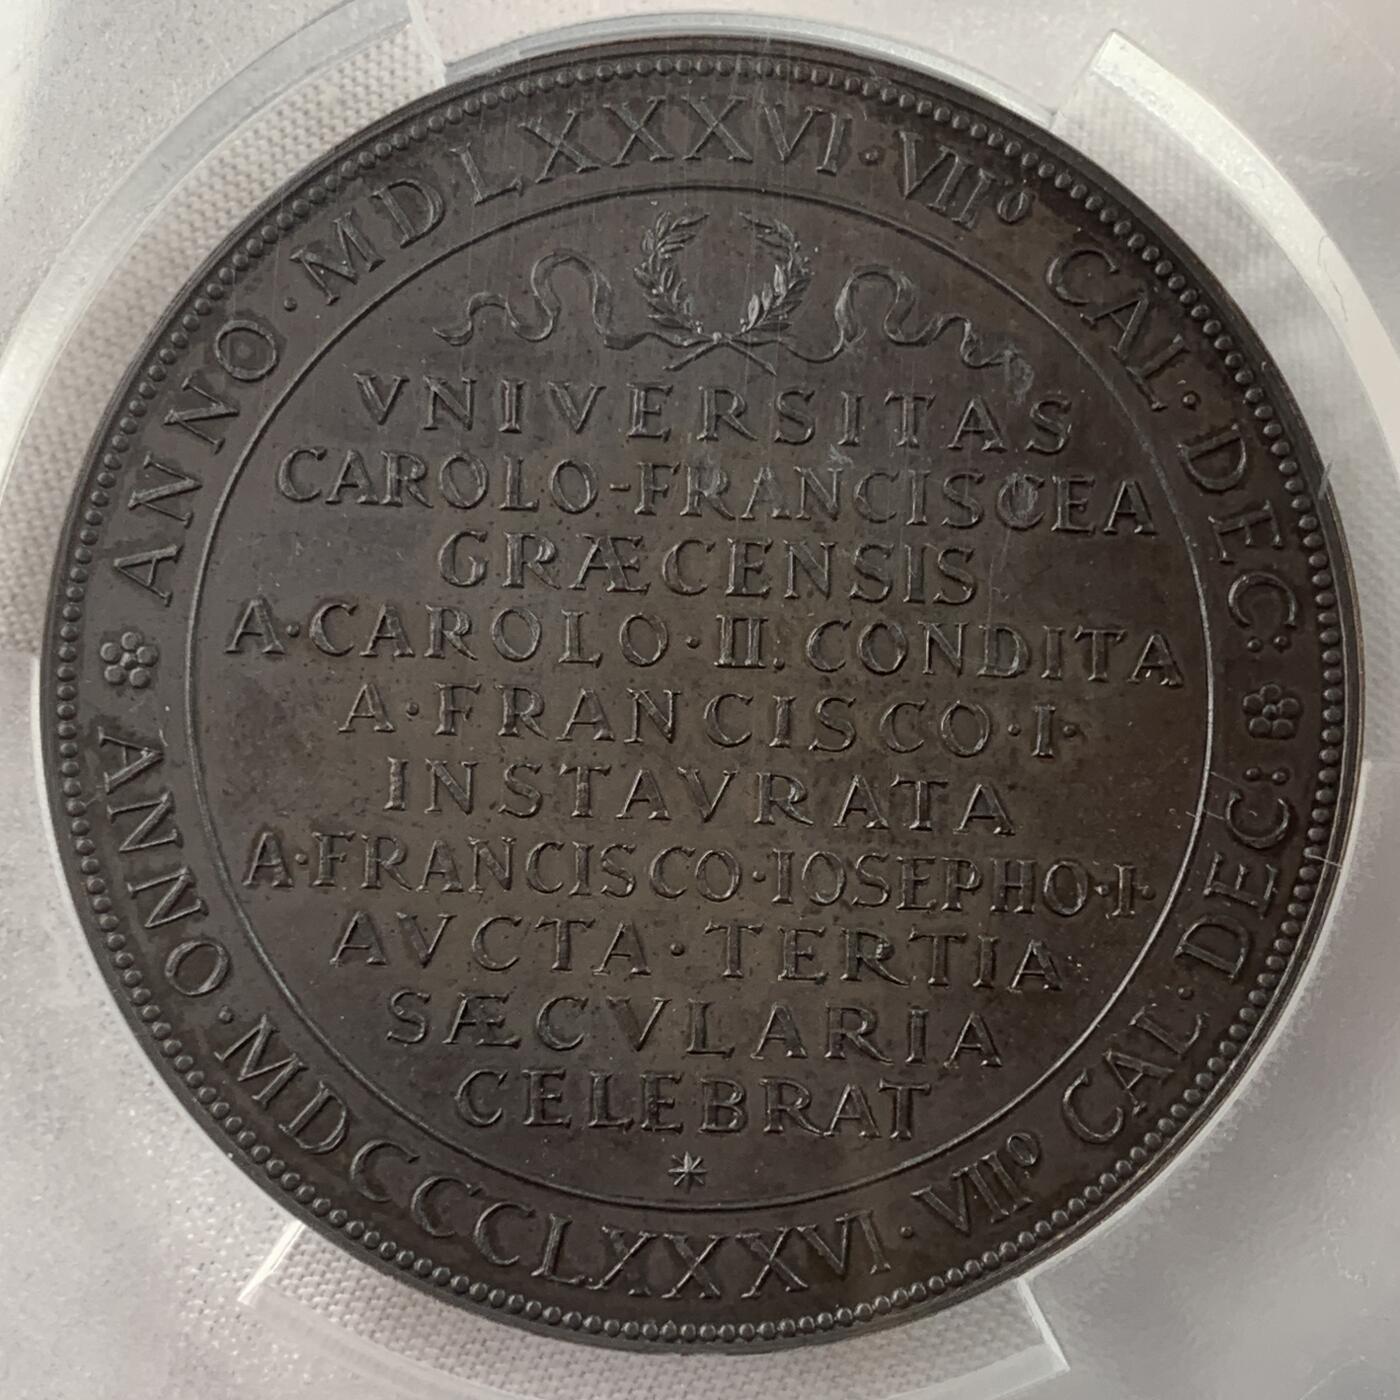 ANNO · MDLXXXVI · VIIº CAL · DEC :
VNIVERSITAS
CAROLO-FRANCISCEA
GRÆCENSIS
A · CAROLO · II. CONDITA
A · FRANCISCO · I ·
INSTAVRATA
A · FRANCISCO · IOSEPHO · I ·
AVCTA · TERTIA
SÆCVLARIA
CELEBRAT
ANNO · MDCCCLXXXVI · VIIº CAL · DEC :